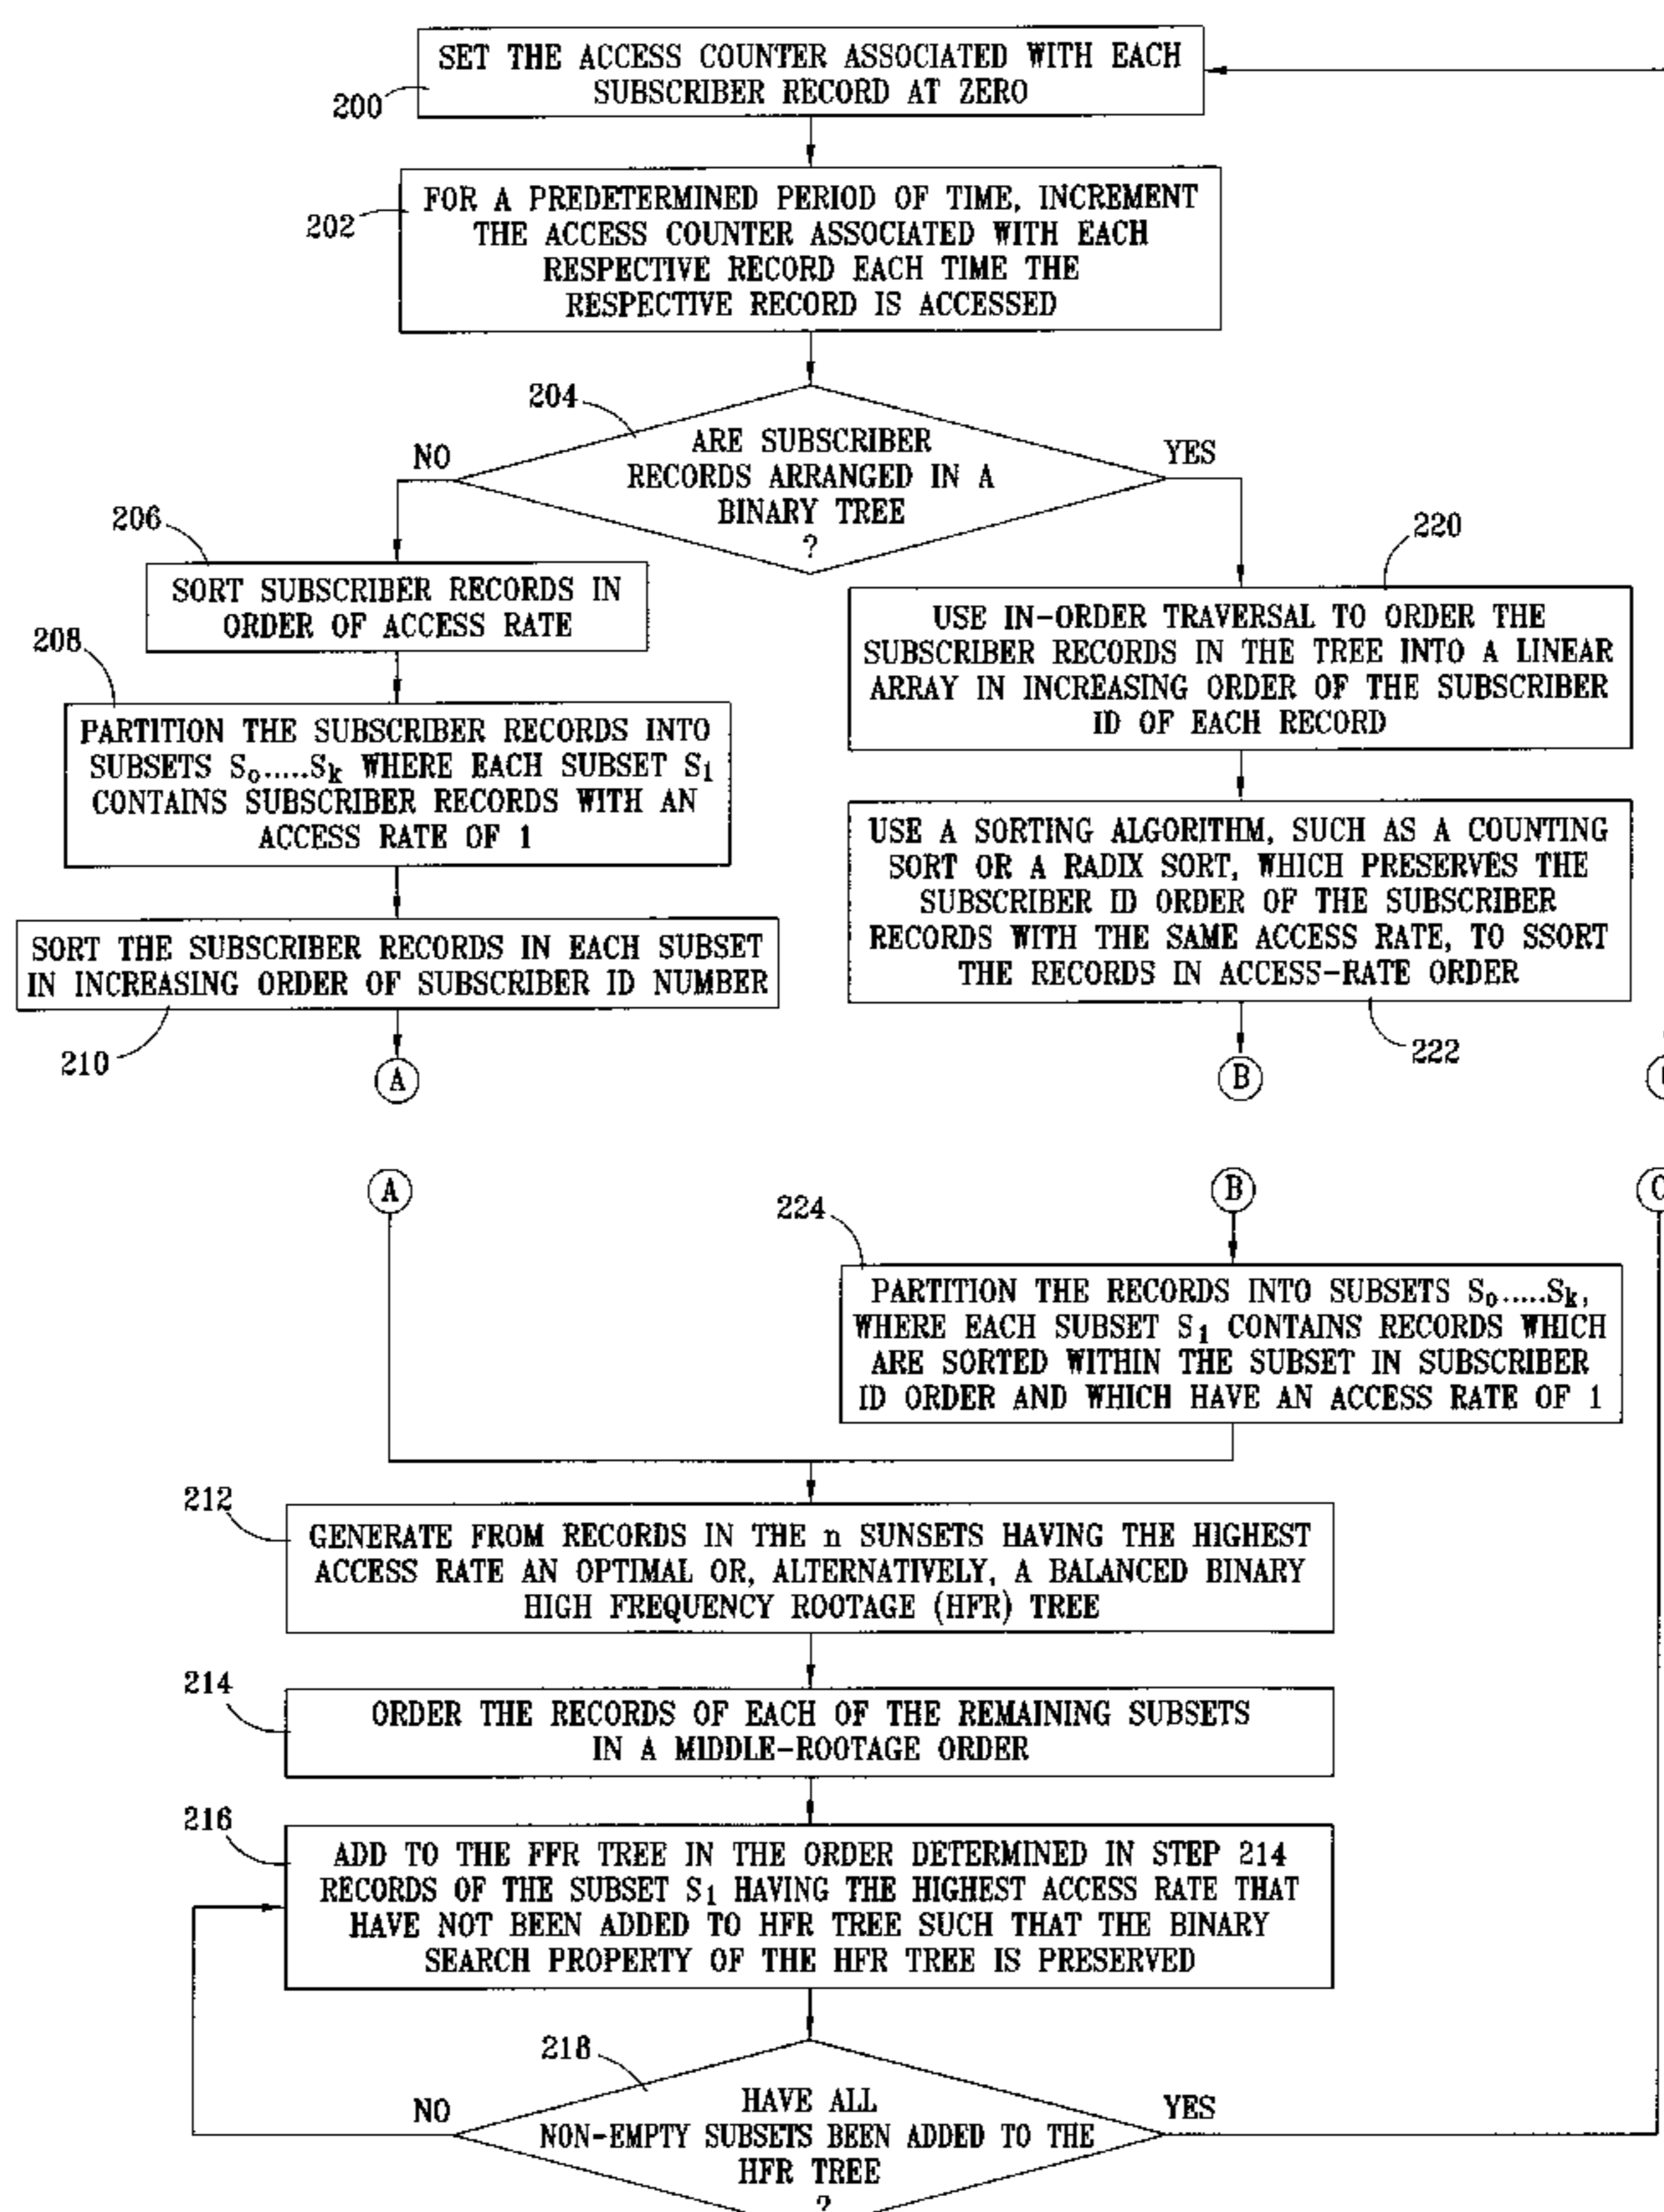 SET THE ACCESS COUNTER ASSOCIATED WITH EACH
SUBSCRIBER RECORD AT ZERO
200
FOR A PREDETERMINED PERIOD OF TIME, INCREMENT
THE ACCESS COUNTER ASSOCIATED WITH EACH
RESPECTIVE RECORD EACH TIME THE
RESPECTIVE RECORD IS ACCESSED
202
204
ARE SUBSCRIBER
RECORDS ARRANGED IN A
BINARY TREE
?
NO
YES
206
SORT SUBSCRIBER RECORDS IN
ORDER OF ACCESS RATE
208
PARTITION THE SUBSCRIBER RECORDS INTO
SUBSETS So.....Sk WHERE EACH SUBSET S1
CONTAINS SUBSCRIBER RECORDS WITH AN
ACCESS RATE OF 1
SORT THE SUBSCRIBER RECORDS IN EACH SUBSET
IN INCREASING ORDER OF SUBSCRIBER ID NUMBER
210
A
220
USE IN-ORDER TRAVERSAL TO ORDER THE
SUBSCRIBER RECORDS IN THE TREE INTO A LINEAR
ARRAY IN INCREASING ORDER OF THE SUBSCRIBER
ID OF EACH RECORD
USE A SORTING ALGORITHM, SUCH AS A COUNTING
SORT OR A RADIX SORT, WHICH PRESERVES THE
SUBSCRIBER ID ORDER OF THE SUBSCRIBER
RECORDS WITH THE SAME ACCESS RATE, TO SSORT
THE RECORDS IN ACCESS-RATE ORDER
222
B
A
B
C
224
PARTITION THE RECORDS INTO SUBSETS So.....Sk,
WHERE EACH SUBSET S1 CONTAINS RECORDS WHICH
ARE SORTED WITHIN THE SUBSET IN SUBSCRIBER
ID ORDER AND WHICH HAVE AN ACCESS RATE OF 1
212
GENERATE FROM RECORDS IN THE n SUNSETS HAVING THE HIGHEST
ACCESS RATE AN OPTIMAL OR, ALTERNATIVELY, A BALANCED BINARY
HIGH FREQUENCY ROOTAGE (HFR) TREE
214
ORDER THE RECORDS OF EACH OF THE REMAINING SUBSETS
IN A MIDDLE-ROOTAGE ORDER
216
ADD TO THE FFR TREE IN THE ORDER DETERMINED IN STEP 214
RECORDS OF THE SUBSET S1 HAVING THE HIGHEST ACCESS RATE THAT
HAVE NOT BEEN ADDED TO HFR TREE SUCH THAT THE BINARY
SEARCH PROPERTY OF THE HFR TREE IS PRESERVED
218
HAVE ALL
NON-EMPTY SUBSETS BEEN ADDED TO THE
HFR TREE
?
NO
YES